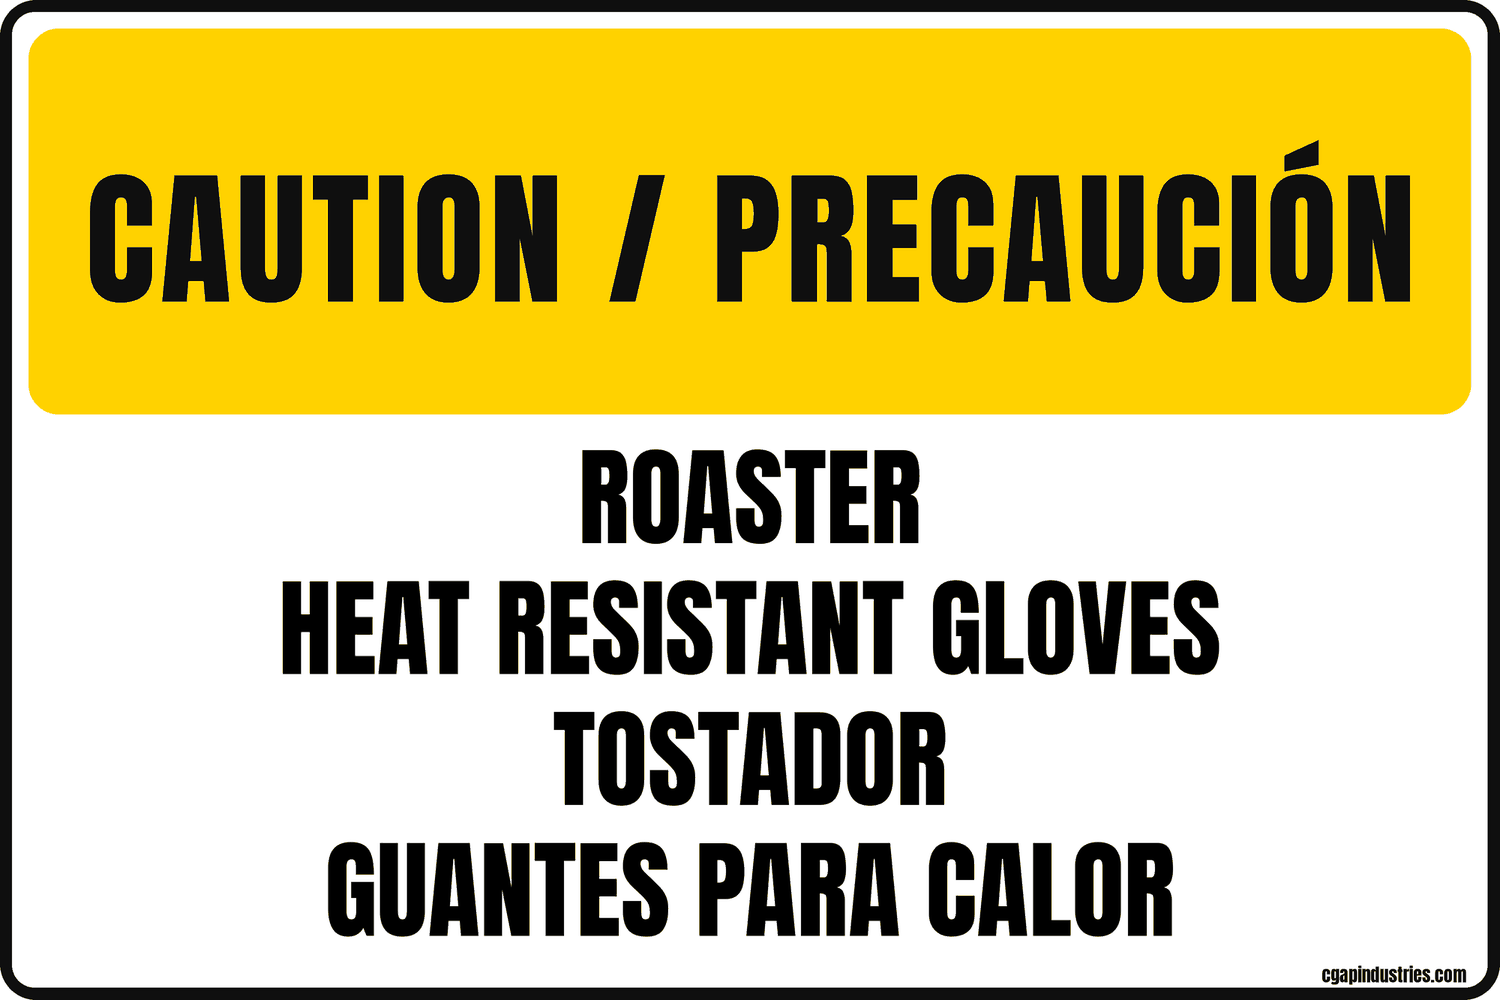 CAUTION / PRECAUCIÓN
ROASTER
HEAT RESISTANT GLOVES
TOSTADOR
GUANTES PARA CALOR
cgapindustries.com